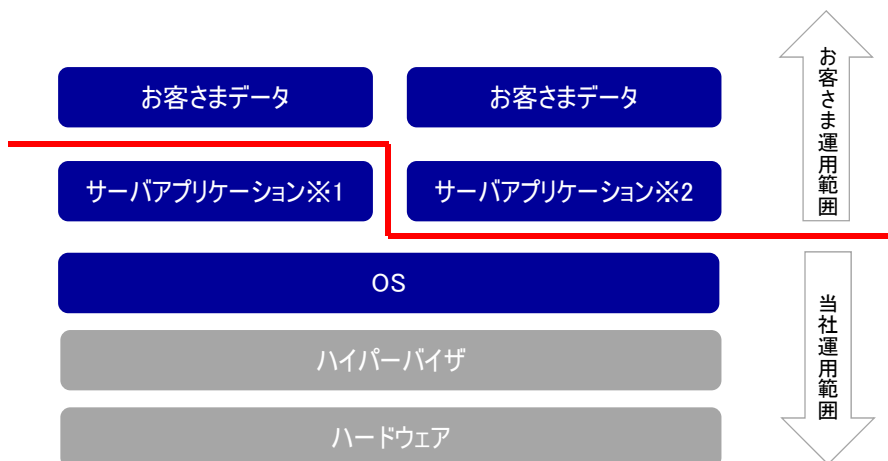 お客さまデータ
お客さまデータ
お客さま運用範囲
サーバアプリケーション※1
サーバアプリケーション※2
OS
ハイパーバイザ
当社運用範囲
ハードウェア